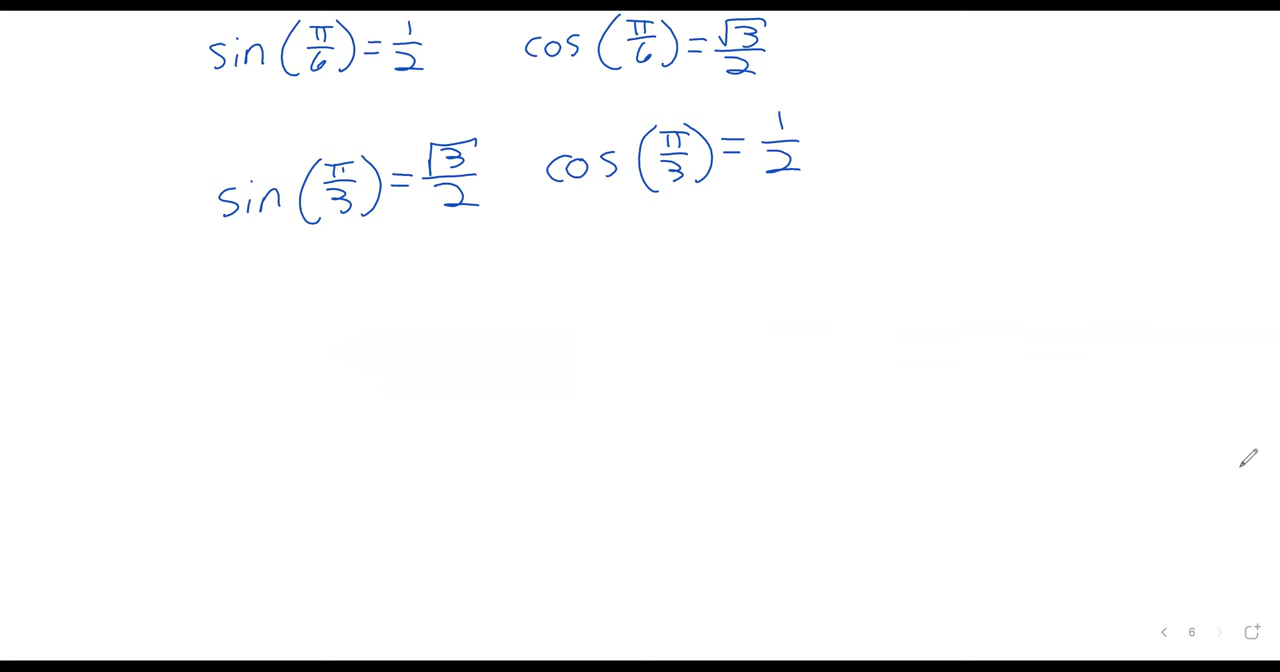 sin(π/6) = 1/2 cos(π/6) = √3/2
sin(π/3) = √3/2 cos(π/3) = 1/2
< 6 >